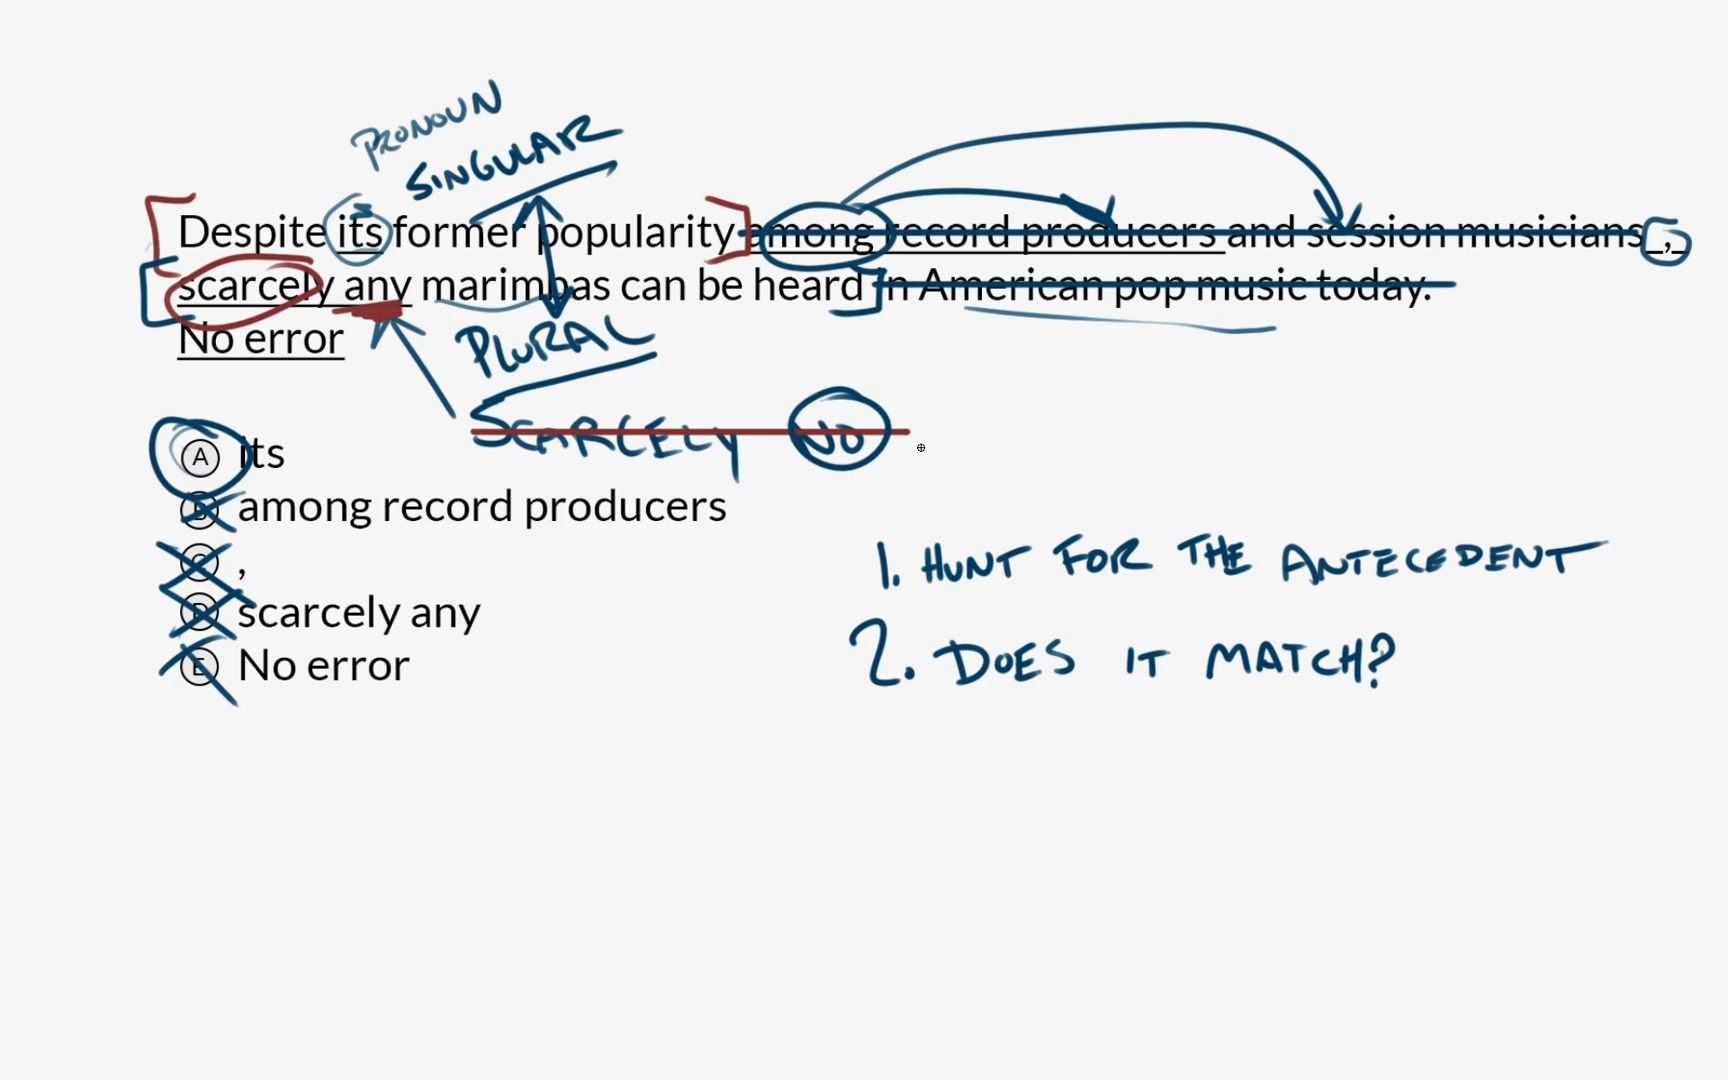 PRONOUN
SINGULAR
Despite its former popularity among record producers and session musicians ,
scarcely any marimbas can be heard in American pop music today.
No error
PLURAL
SCARCELY NO
A its
B among record producers
C ,
D scarcely any
E No error
1. HUNT FOR THE ANTECEDENT
2. DOES IT MATCH?